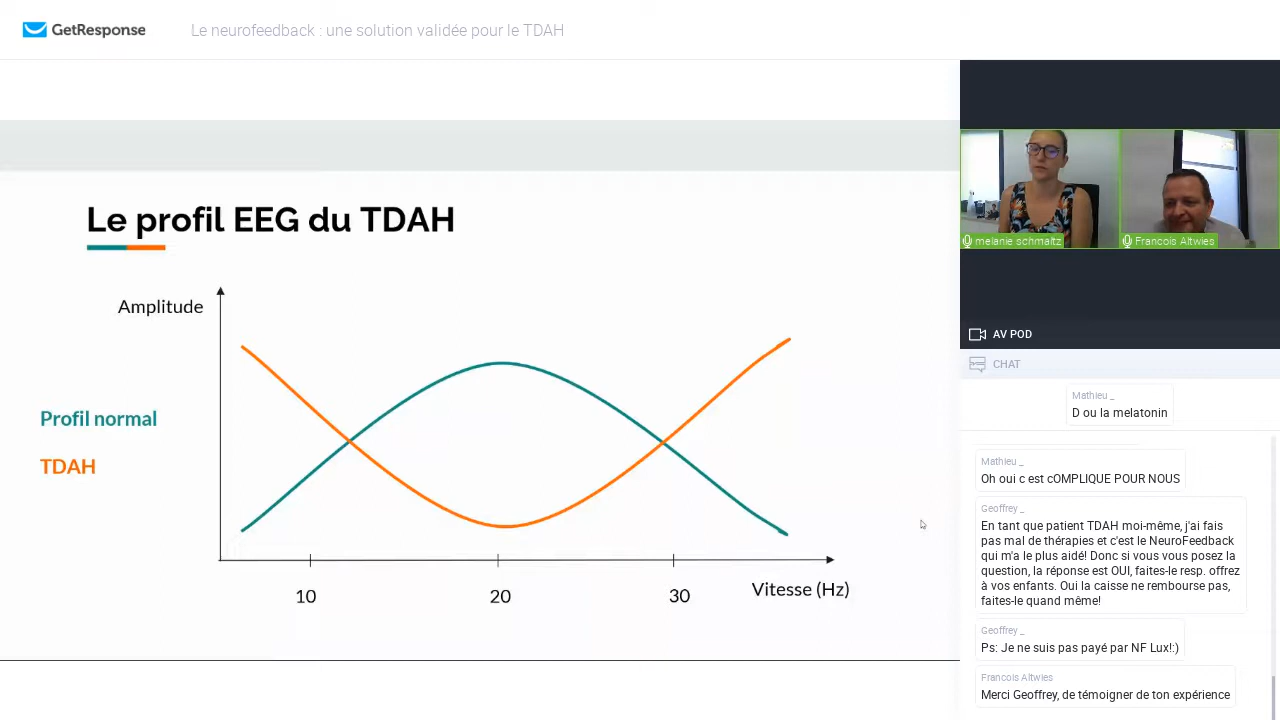 GetResponse
Le neurofeedback : une solution validée pour le TDAH
Le profil EEG du TDAH
Amplitude
Profil normal
TDAH
10
20
30
Vitesse (Hz)
melanie schmaltz
Francois Altwies
AV POD
CHAT
Mathieu _
D ou la melatonin
Mathieu _
Oh oui c est cOMPLIQUE POUR NOUS
Geoffrey _
En tant que patient TDAH moi-même, j'ai fais
pas mal de thérapies et c'est le NeuroFeedback
qui m'a le plus aidé! Donc si vous vous posez la
question, la réponse est OUI, faites-le resp. offrez
à vos enfants. Oui la caisse ne rembourse pas,
faites-le quand même!
Geoffrey _
Ps: Je ne suis pas payé par NF Lux!:)
Francois Altwies
Merci Geoffrey, de témoigner de ton expérience